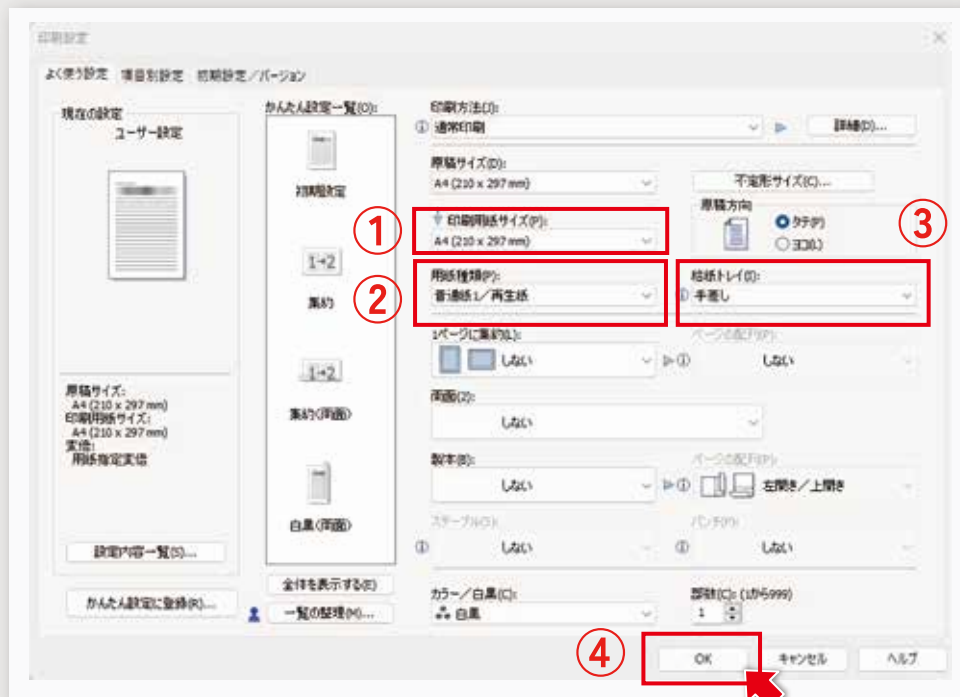 印刷設定
よく使う設定 項目別設定 初期設定／バージョン
現在の設定
ユーザー設定
原稿サイズ:
A4 (210 x 297 mm)
印刷用紙サイズ:
A4 (210 x 297 mm)
変倍:
用紙指定変倍
設定内容一覧(S)...
かんたん設定に登録(R)...
かんたん設定一覧(O):
初期設定
1→2
集約
1→2
集約(両面)
白黒(両面)
全体を表示する(E)
一覧の整理(M)...
印刷方法(J):
通常印刷
詳細(D)...
原稿サイズ(D):
A4 (210 x 297 mm)
不定形サイズ(C)...
原稿方向
タテ(P)
ヨコ(L)
①
印刷用紙サイズ(P):
A4 (210 x 297 mm)
②
用紙種類(P):
普通紙1／再生紙
③
給紙トレイ(I):
手差し
1ページに集約(L):
しない
ページの配列(P):
しない
両面(2):
しない
製本(B):
しない
ページの配列(P):
左開き／上開き
ステープル(S):
しない
パンチ(P):
しない
カラー／白黒(C):
白黒
部数(C): (1から999)
1
④
OK
キャンセル
ヘルプ